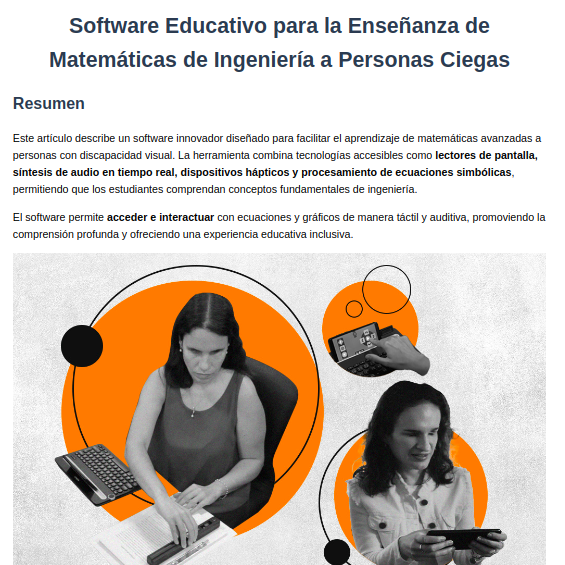 Software Educativo para la Enseñanza de
Matemáticas de Ingeniería a Personas Ciegas
Resumen
Este artículo describe un software innovador diseñado para facilitar el aprendizaje de matemáticas avanzadas a
personas con discapacidad visual. La herramienta combina tecnologías accesibles como lectores de pantalla,
síntesis de audio en tiempo real, dispositivos hápticos y procesamiento de ecuaciones simbólicas,
permitiendo que los estudiantes comprendan conceptos fundamentales de ingeniería.
El software permite acceder e interactuar con ecuaciones y gráficos de manera táctil y auditiva, promoviendo la
comprensión profunda y ofreciendo una experiencia educativa inclusiva.